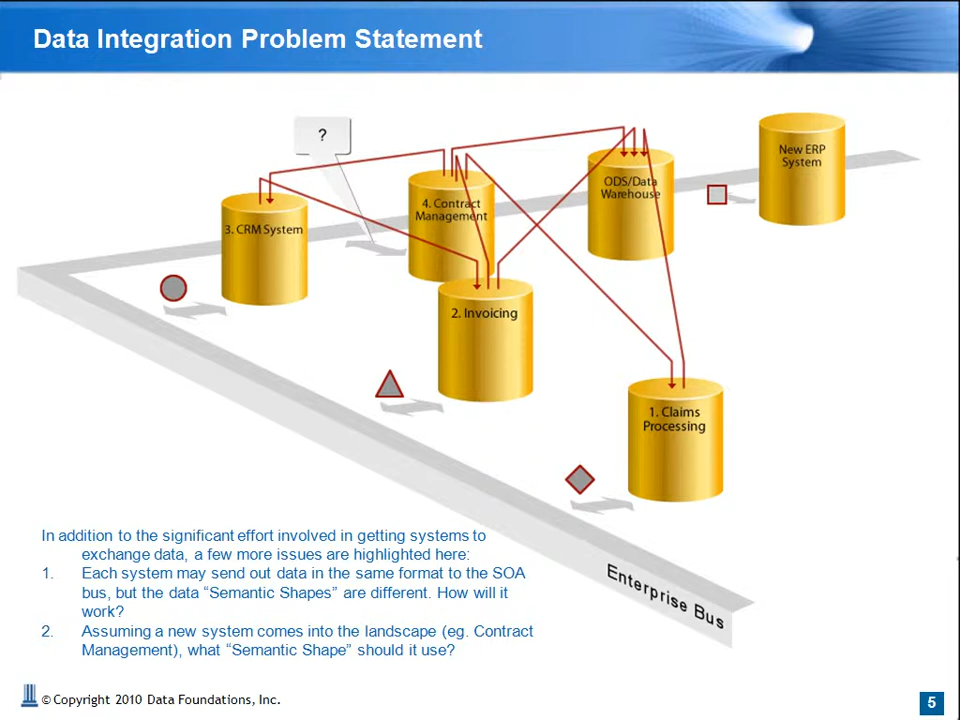 Data Integration Problem Statement
?
New ERP
System
ODS/Data
Warehouse
4. Contract
Management
3. CRM System
2. Invoicing
1. Claims
Processing
Enterprise Bus
In addition to the significant effort involved in getting systems to
exchange data, a few more issues are highlighted here:
1. Each system may send out data in the same format to the SOA
bus, but the data “Semantic Shapes” are different. How will it
work?
2. Assuming a new system comes into the landscape (eg. Contract
Management), what “Semantic Shape” should it use?
© Copyright 2010 Data Foundations, Inc.
5